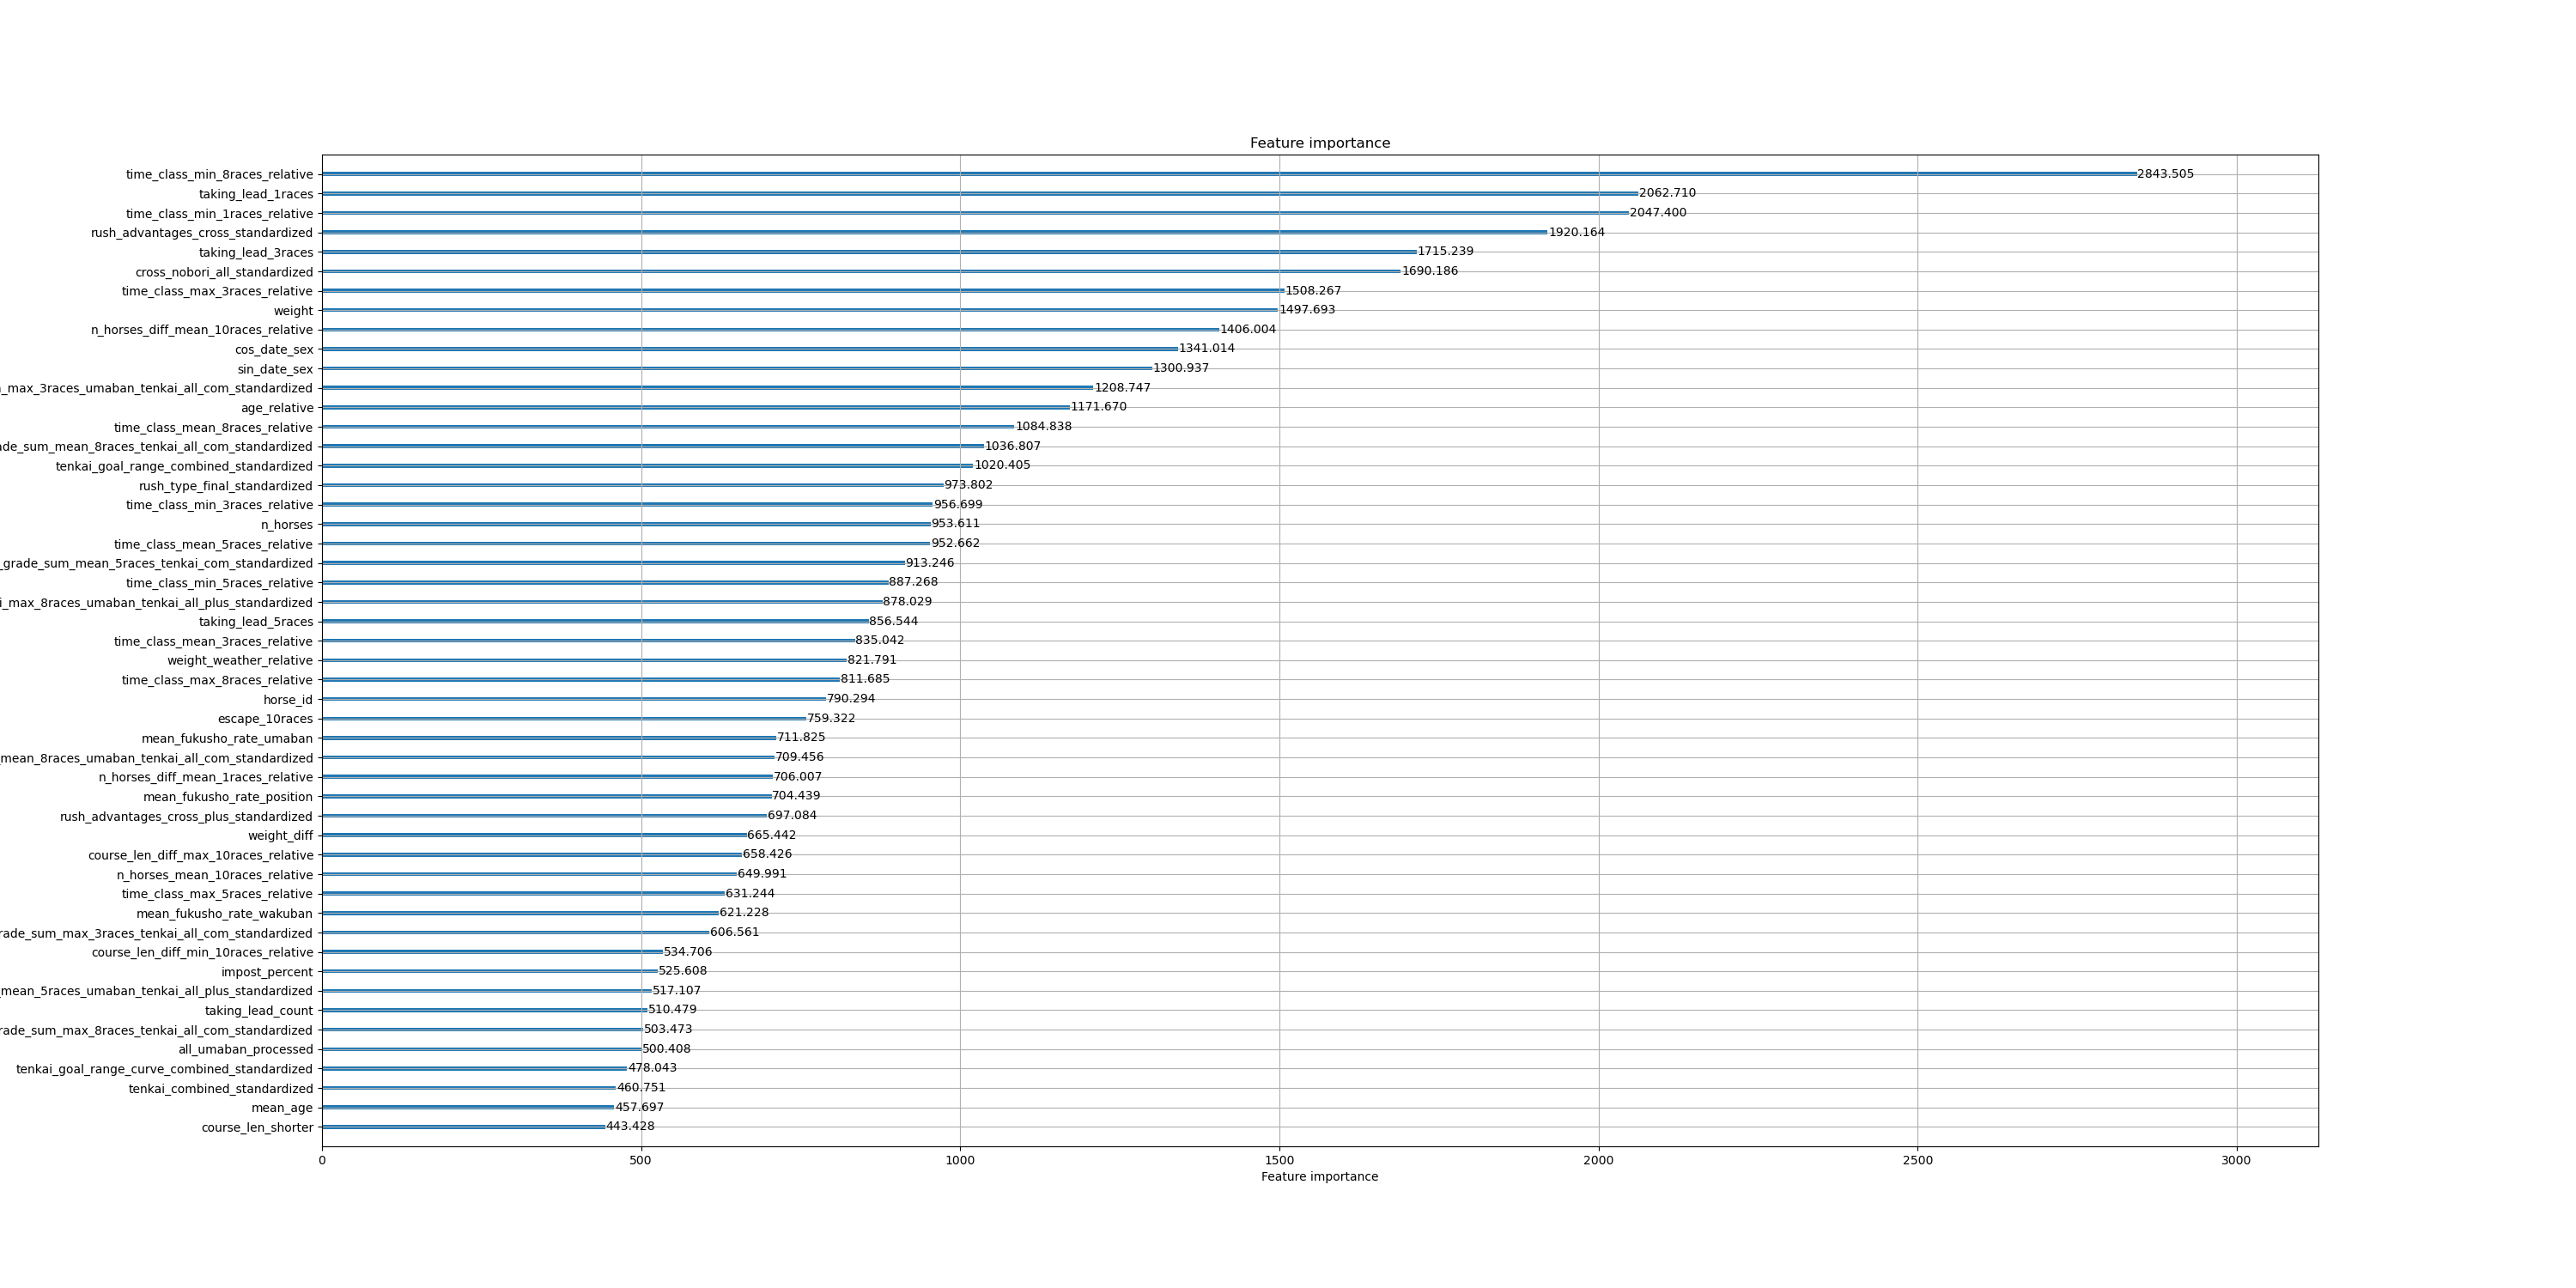 Feature importance
time_class_min_8races_relative 2843.505
taking_lead_1races 2062.710
time_class_min_1races_relative 2047.400
rush_advantages_cross_standardized 1920.164
taking_lead_3races 1715.239
cross_nobori_all_standardized 1690.186
time_class_max_3races_relative 1508.267
weight 1497.693
n_horses_diff_mean_10races_relative 1406.004
cos_date_sex 1341.014
sin_date_sex 1300.937
_max_3races_umaban_tenkai_all_com_standardized 1208.747
age_relative 1171.670
time_class_mean_8races_relative 1084.838
ade_sum_mean_8races_tenkai_all_com_standardized 1036.807
tenkai_goal_range_combined_standardized 1020.405
rush_type_final_standardized 973.802
time_class_min_3races_relative 956.699
n_horses 953.611
time_class_mean_5races_relative 952.662
_grade_sum_mean_5races_tenkai_com_standardized 913.246
time_class_min_5races_relative 887.268
i_max_8races_umaban_tenkai_all_plus_standardized 878.029
taking_lead_5races 856.544
time_class_mean_3races_relative 835.042
weight_weather_relative 821.791
time_class_max_8races_relative 811.685
horse_id 790.294
escape_10races 759.322
mean_fukusho_rate_umaban 711.825
_mean_8races_umaban_tenkai_all_com_standardized 709.456
n_horses_diff_mean_1races_relative 706.007
mean_fukusho_rate_position 704.439
rush_advantages_cross_plus_standardized 697.084
weight_diff 665.442
course_len_diff_max_10races_relative 658.426
n_horses_mean_10races_relative 649.991
time_class_max_5races_relative 631.244
mean_fukusho_rate_wakuban 621.228
rade_sum_max_3races_tenkai_all_com_standardized 606.561
course_len_diff_min_10races_relative 534.706
impost_percent 525.608
_mean_5races_umaban_tenkai_all_plus_standardized 517.107
taking_lead_count 510.479
rade_sum_max_8races_tenkai_all_com_standardized 503.473
all_umaban_processed 500.408
tenkai_goal_range_curve_combined_standardized 478.043
tenkai_combined_standardized 460.751
mean_age 457.697
course_len_shorter 443.428
0 500 1000 1500 2000 2500 3000
Feature importance